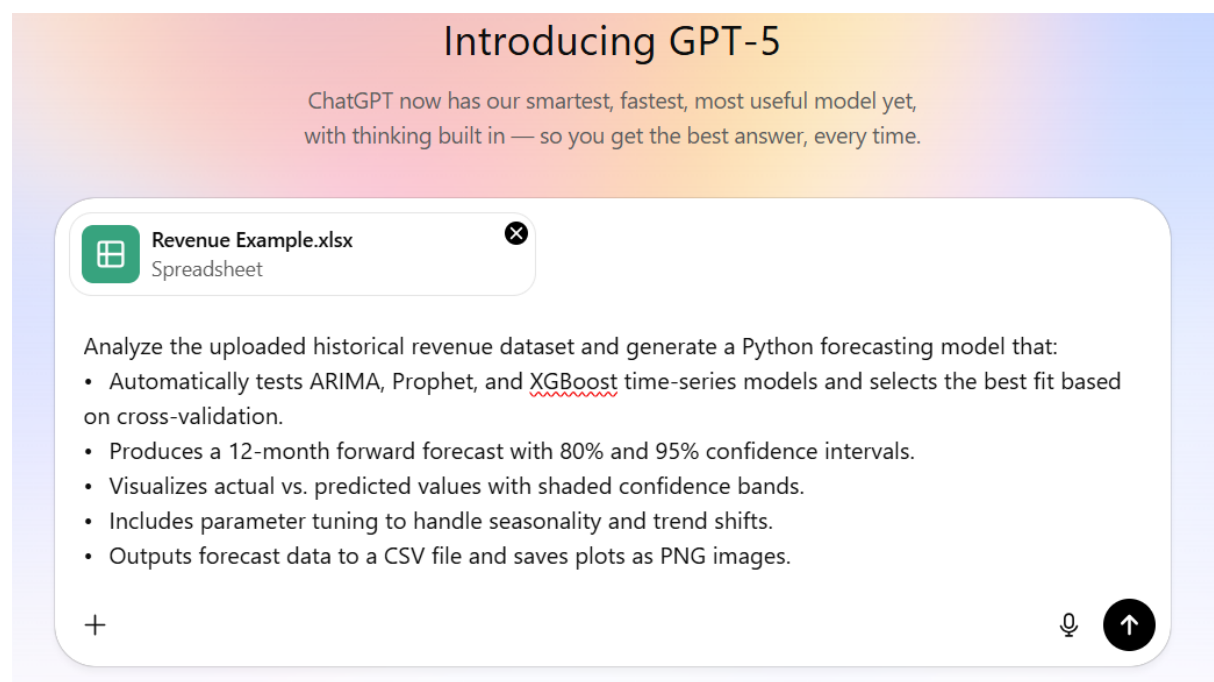 Introducing GPT-5
ChatGPT now has our smartest, fastest, most useful model yet,
with thinking built in — so you get the best answer, every time.
Revenue Example.xlsx
Spreadsheet
Analyze the uploaded historical revenue dataset and generate a Python forecasting model that:
• Automatically tests ARIMA, Prophet, and XGBoost time-series models and selects the best fit based
on cross-validation.
• Produces a 12-month forward forecast with 80% and 95% confidence intervals.
• Visualizes actual vs. predicted values with shaded confidence bands.
• Includes parameter tuning to handle seasonality and trend shifts.
• Outputs forecast data to a CSV file and saves plots as PNG images.